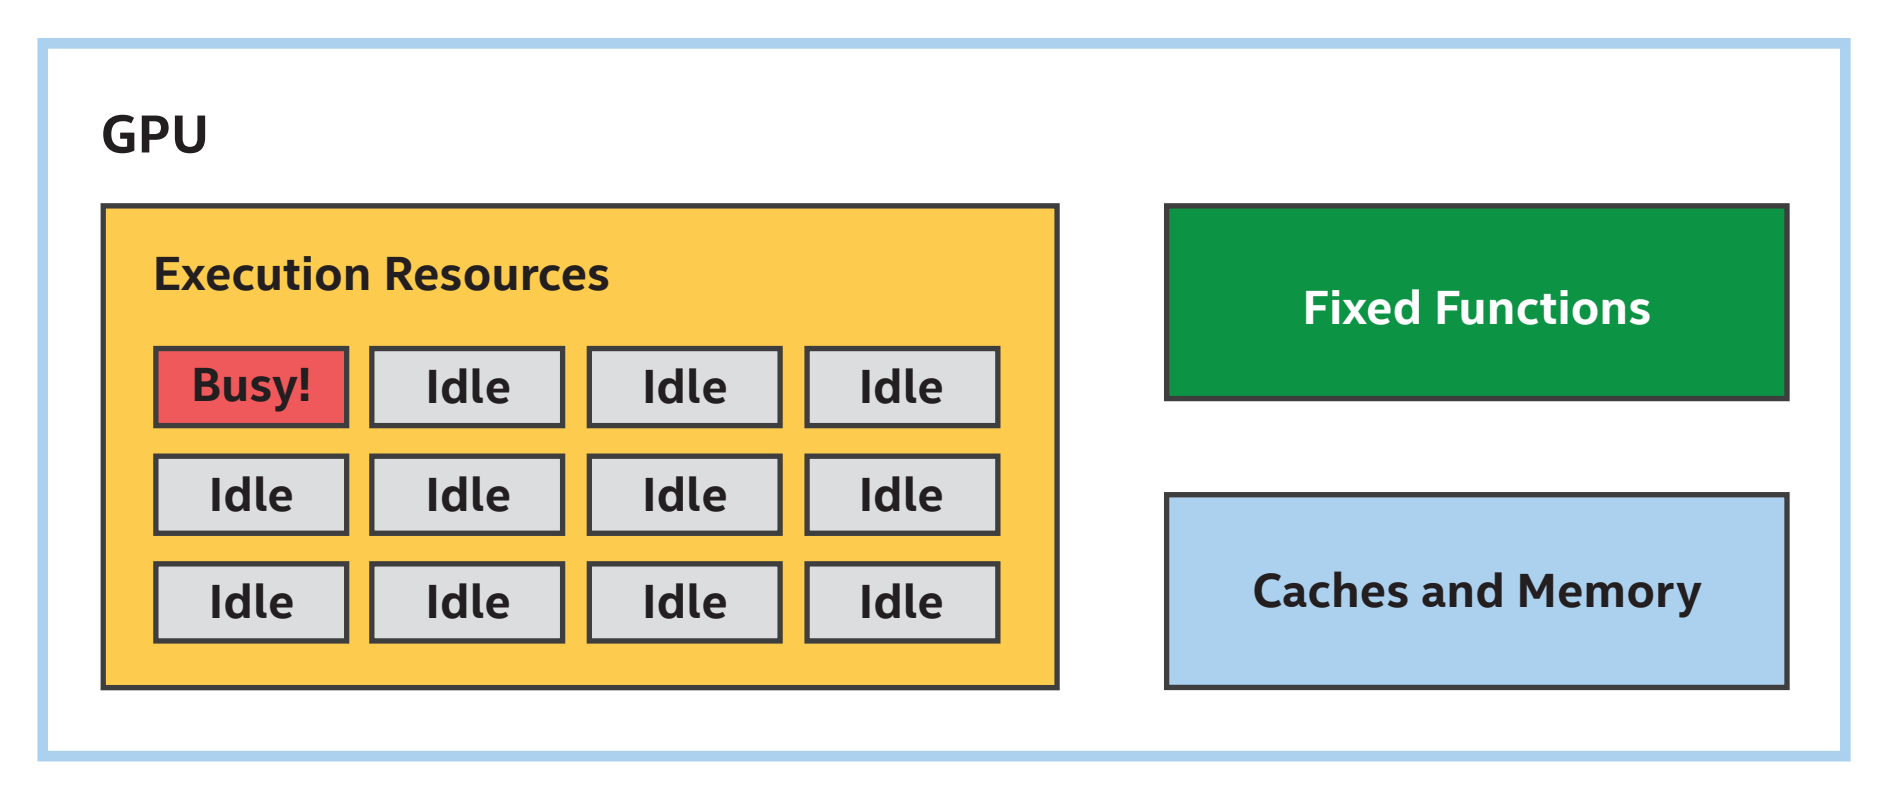 GPU
Execution Resources
Busy! Idle Idle Idle
Idle Idle Idle Idle
Idle Idle Idle Idle
Fixed Functions
Caches and Memory